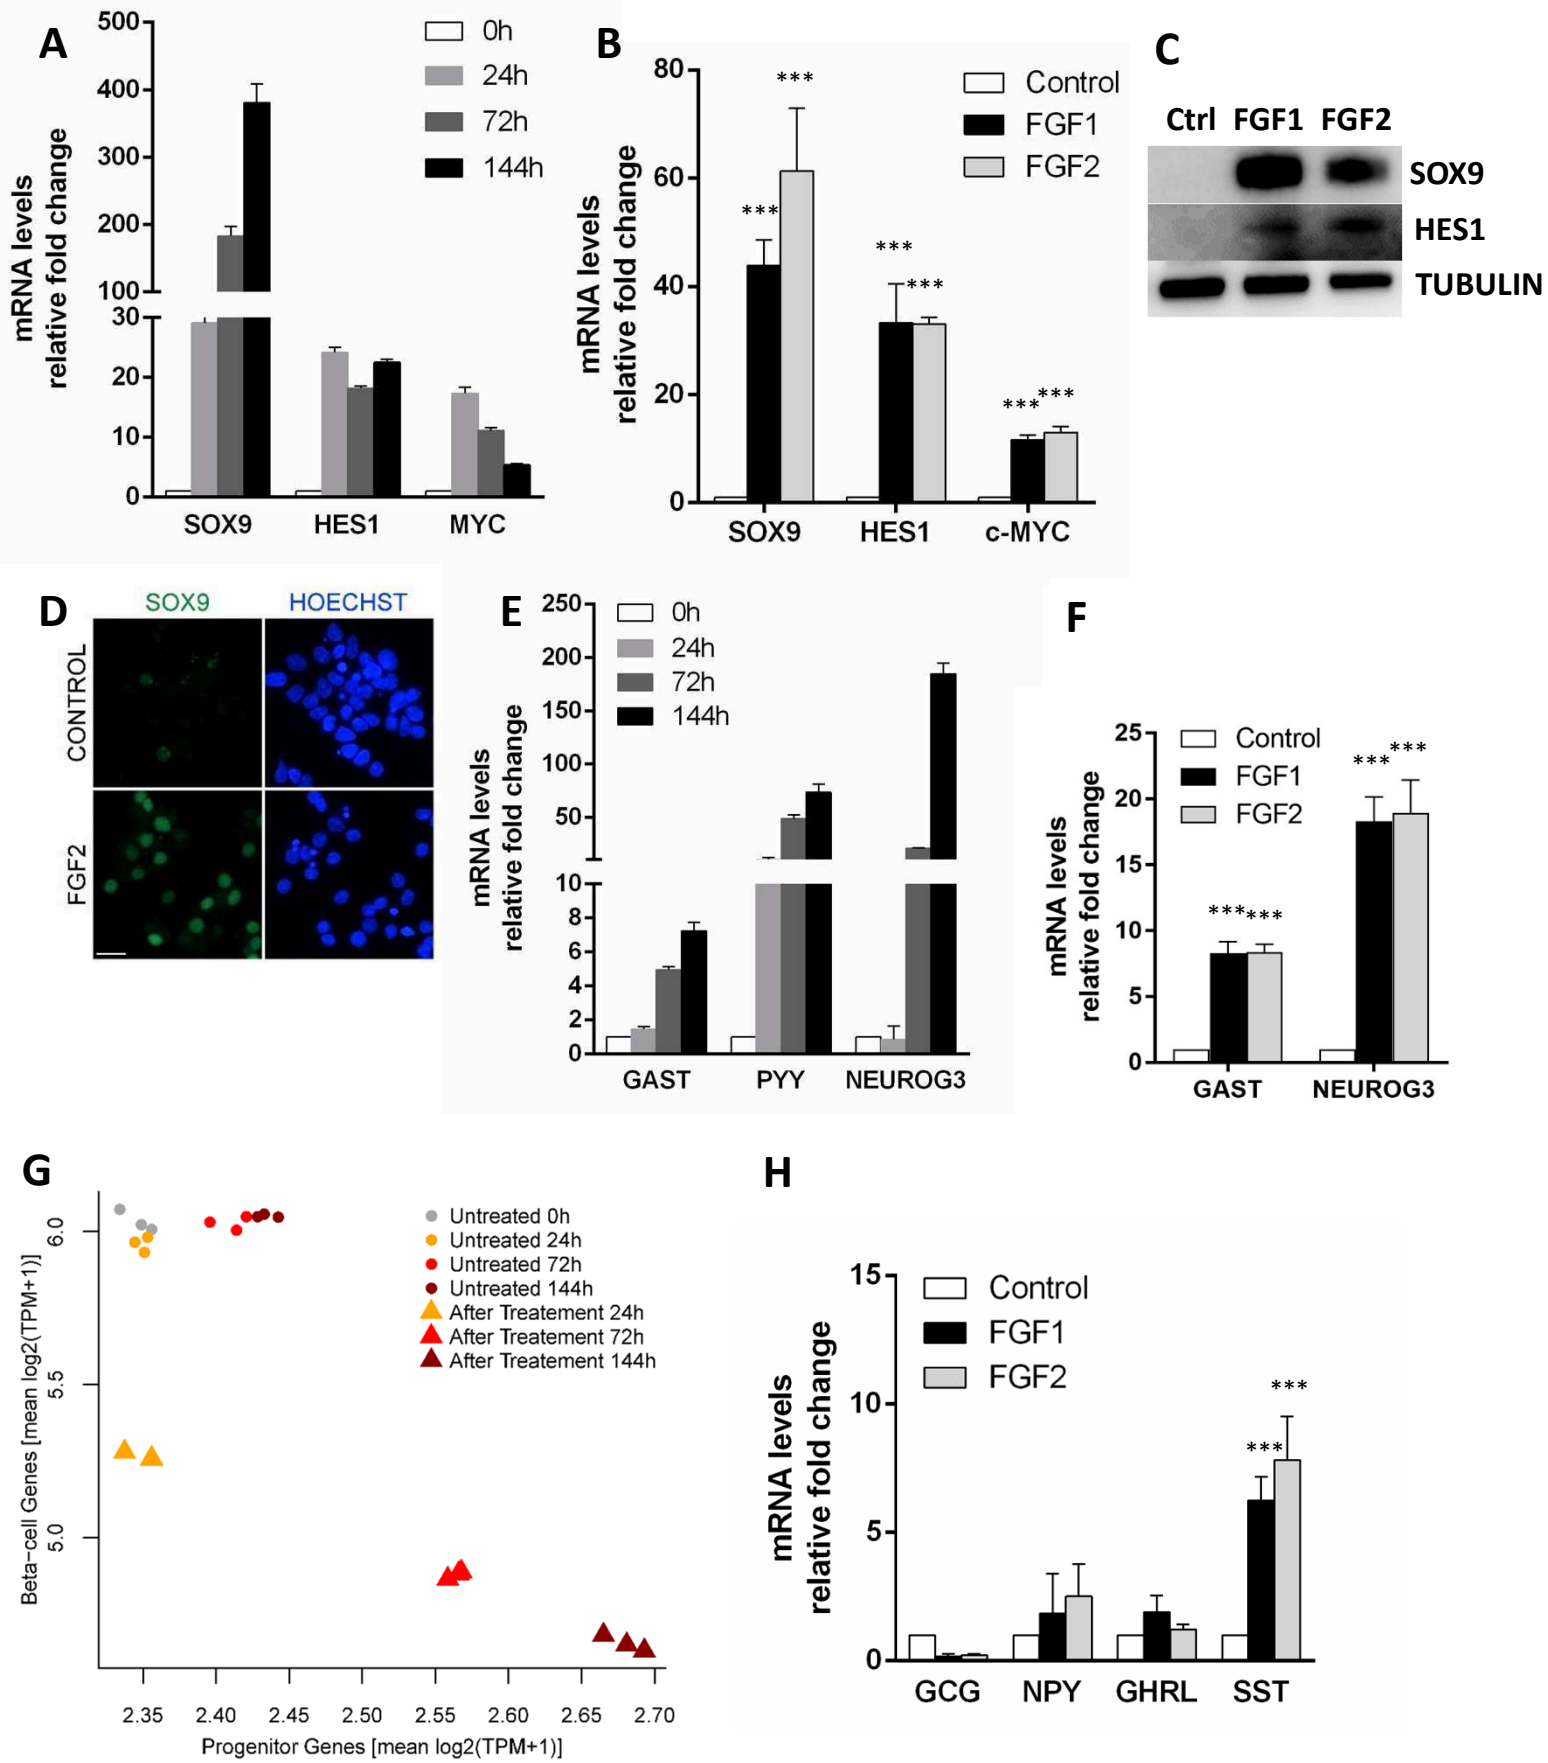 A
500
400
300
200
100
30
20
10
0
mRNA levels
relative fold change
0h
24h
72h
144h
SOX9 HES1 MYC
B
80
60
40
20
0
mRNA levels
relative fold change
Control
FGF1
FGF2
***
***
***
***
***
***
SOX9 HES1 c-MYC
C
Ctrl FGF1 FGF2
SOX9
HES1
TUBULIN
D
SOX9 HOECHST
CONTROL
FGF2
E
250
200
150
100
50
10
8
6
4
2
0
mRNA levels
relative fold change
0h
24h
72h
144h
GAST PYY NEUROG3
F
25
20
15
10
5
0
mRNA levels
relative fold change
Control
FGF1
FGF2
***
***
***
***
GAST NEUROG3
G
6.0
5.5
5.0
Beta−cell Genes [mean log2(TPM+1)]
Untreated 0h
Untreated 24h
Untreated 72h
Untreated 144h
After Treatement 24h
After Treatement 72h
After Treatement 144h
2.35 2.40 2.45 2.50 2.55 2.60 2.65 2.70
Progenitor Genes [mean log2(TPM+1)]
H
15
10
5
0
mRNA levels
relative fold change
Control
FGF1
FGF2
***
***
GCG NPY GHRL SST